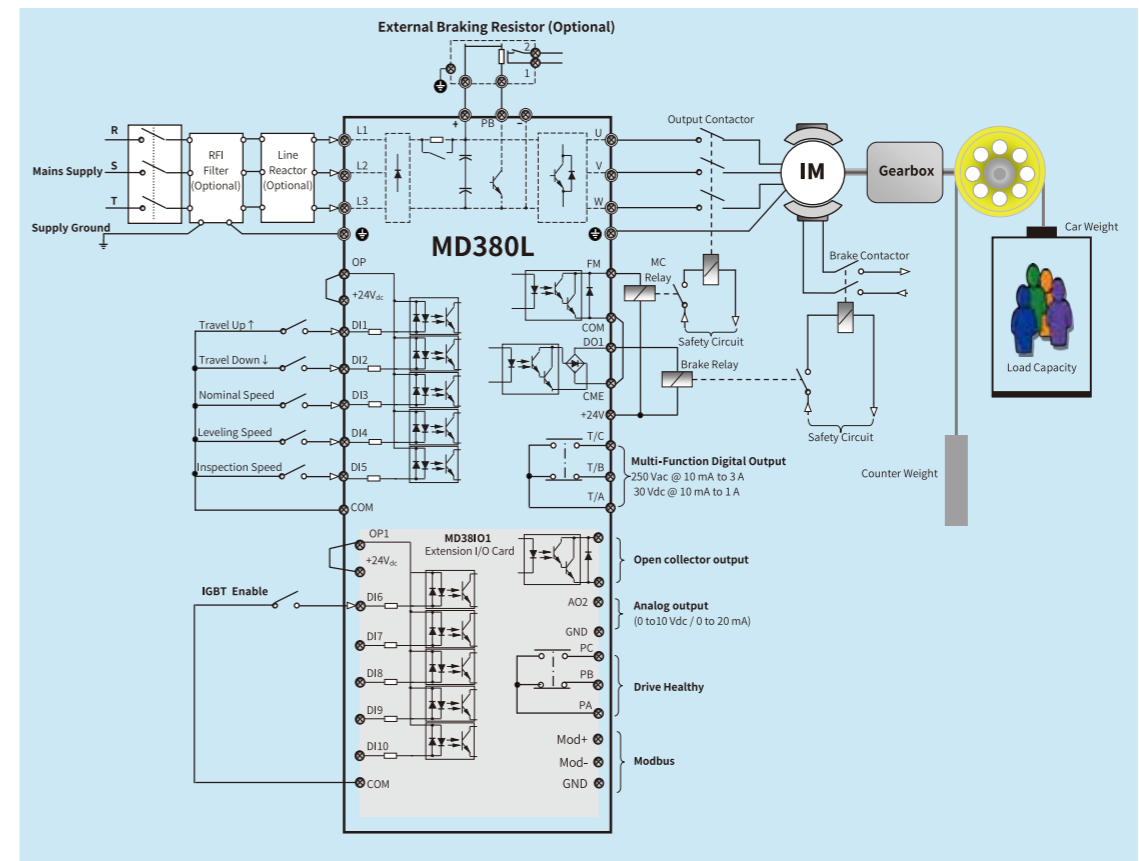 External Braking Resistor (Optional)
2
1
+
PB
−
R
Mains Supply
S
T
Supply Ground
RFI
Filter
(Optional)
Line
Reactor
(Optional)
L1
L2
L3
U
V
W
Output Contactor
IM
Gearbox
Car Weight
Load Capacity
Counter Weight
Brake Contactor
MD380L
OP
+24Vdc
Travel Up ↑
DI1
Travel Down ↓
DI2
Nominal Speed
DI3
Leveling Speed
DI4
Inspection Speed
DI5
COM
FM
MC
Relay
COM
Safety Circuit
DO1
Brake Relay
CME
+24V
Safety Circuit
T/C
T/B
T/A
Multi-Function Digital Output
250 Vac @ 10 mA to 3 A
30 Vdc @ 10 mA to 1 A
OP1
+24Vdc
MD38IO1
Extension I/O Card
IGBT Enable
DI6
DI7
DI8
DI9
DI10
COM
Open collector output
AO2
GND
Analog output
(0 to10 Vdc / 0 to 20 mA)
PC
PB
PA
Drive Healthy
Mod+
Mod-
GND
Modbus